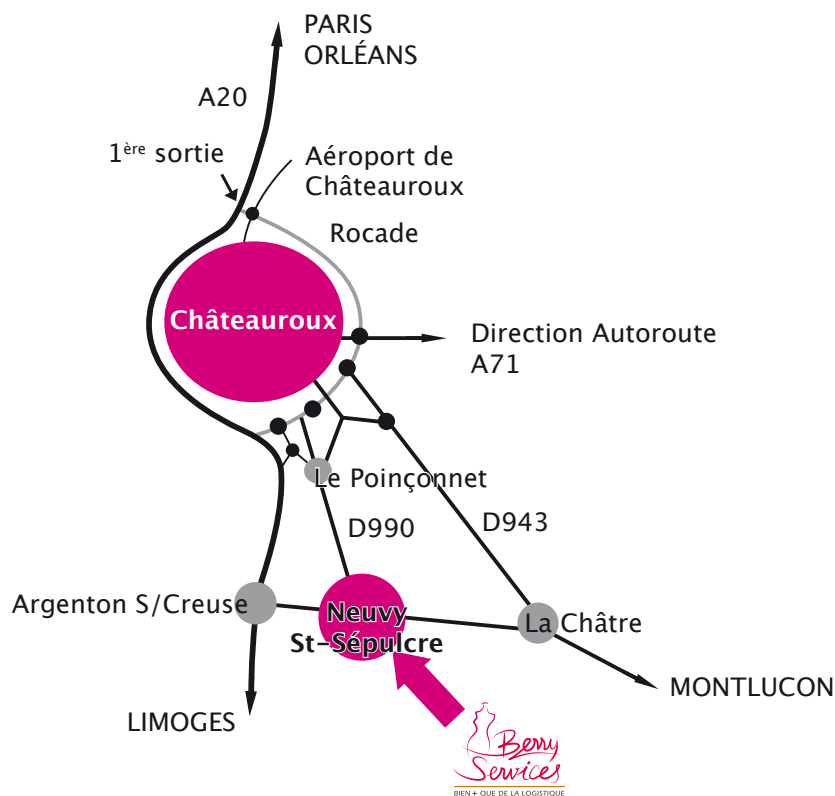 PARIS
ORLÉANS
A20
1ère sortie
Aéroport de
Châteauroux
Rocade
Châteauroux
Direction Autoroute
A71
Le Poinçonnet
D990
D943
Argenton S/Creuse
Neuvy
St-Sépulcre
La Châtre
MONTLUCON
LIMOGES
Berry
Services
BIEN + QUE DE LA LOGISTIQUE